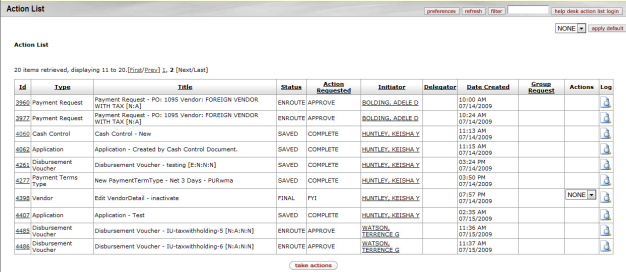 Action List
preferences refresh filter help desk action list login
NONE apply default
Action List
20 items retrieved, displaying 11 to 20.[First/Prev] 1, 2 [Next/Last]
Id Type Title Status Action Requested Initiator Delegator Date Created Group Request Actions Log
3960 Payment Request Payment Request - PO: 1095 Vendor: FOREIGN VENDOR WITH TAX [N:A] ENROUTE APPROVE BOLDING, ADELE D 10:00 AM 07/14/2009
3977 Payment Request Payment Request - PO: 1095 Vendor: FOREIGN VENDOR WITH TAX [N:A] ENROUTE APPROVE BOLDING, ADELE D 10:24 AM 07/14/2009
4060 Cash Control Cash Control - New SAVED COMPLETE HUNTLEY, KEISHA Y 11:13 AM 07/14/2009
4062 Application Application - Created by Cash Control Document. SAVED COMPLETE HUNTLEY, KEISHA Y 11:15 AM 07/14/2009
4261 Disbursement Voucher Disbursement Voucher - testing [E:N:N:N] SAVED COMPLETE HUNTLEY, KEISHA Y 03:24 PM 07/14/2009
4277 Payment Terms Type New PaymentTermType - Net 3 Days - PURwma SAVED COMPLETE HUNTLEY, KEISHA Y 03:50 PM 07/14/2009
4398 Vendor Edit VendorDetail - inactivate FINAL FYI HUNTLEY, KEISHA Y 07:57 PM 07/14/2009 NONE
4407 Application Application - Test SAVED COMPLETE HUNTLEY, KEISHA Y 02:35 AM 07/15/2009
4485 Disbursement Voucher Disbursement Voucher - IU-taxwithholding-5 [N:A:N:N] ENROUTE APPROVE WATSON, TERRENCE G 11:36 AM 07/15/2009
4486 Disbursement Voucher Disbursement Voucher - IU-taxwithholding-6 [N:A:N:N] ENROUTE APPROVE WATSON, TERRENCE G 11:37 AM 07/15/2009
take actions